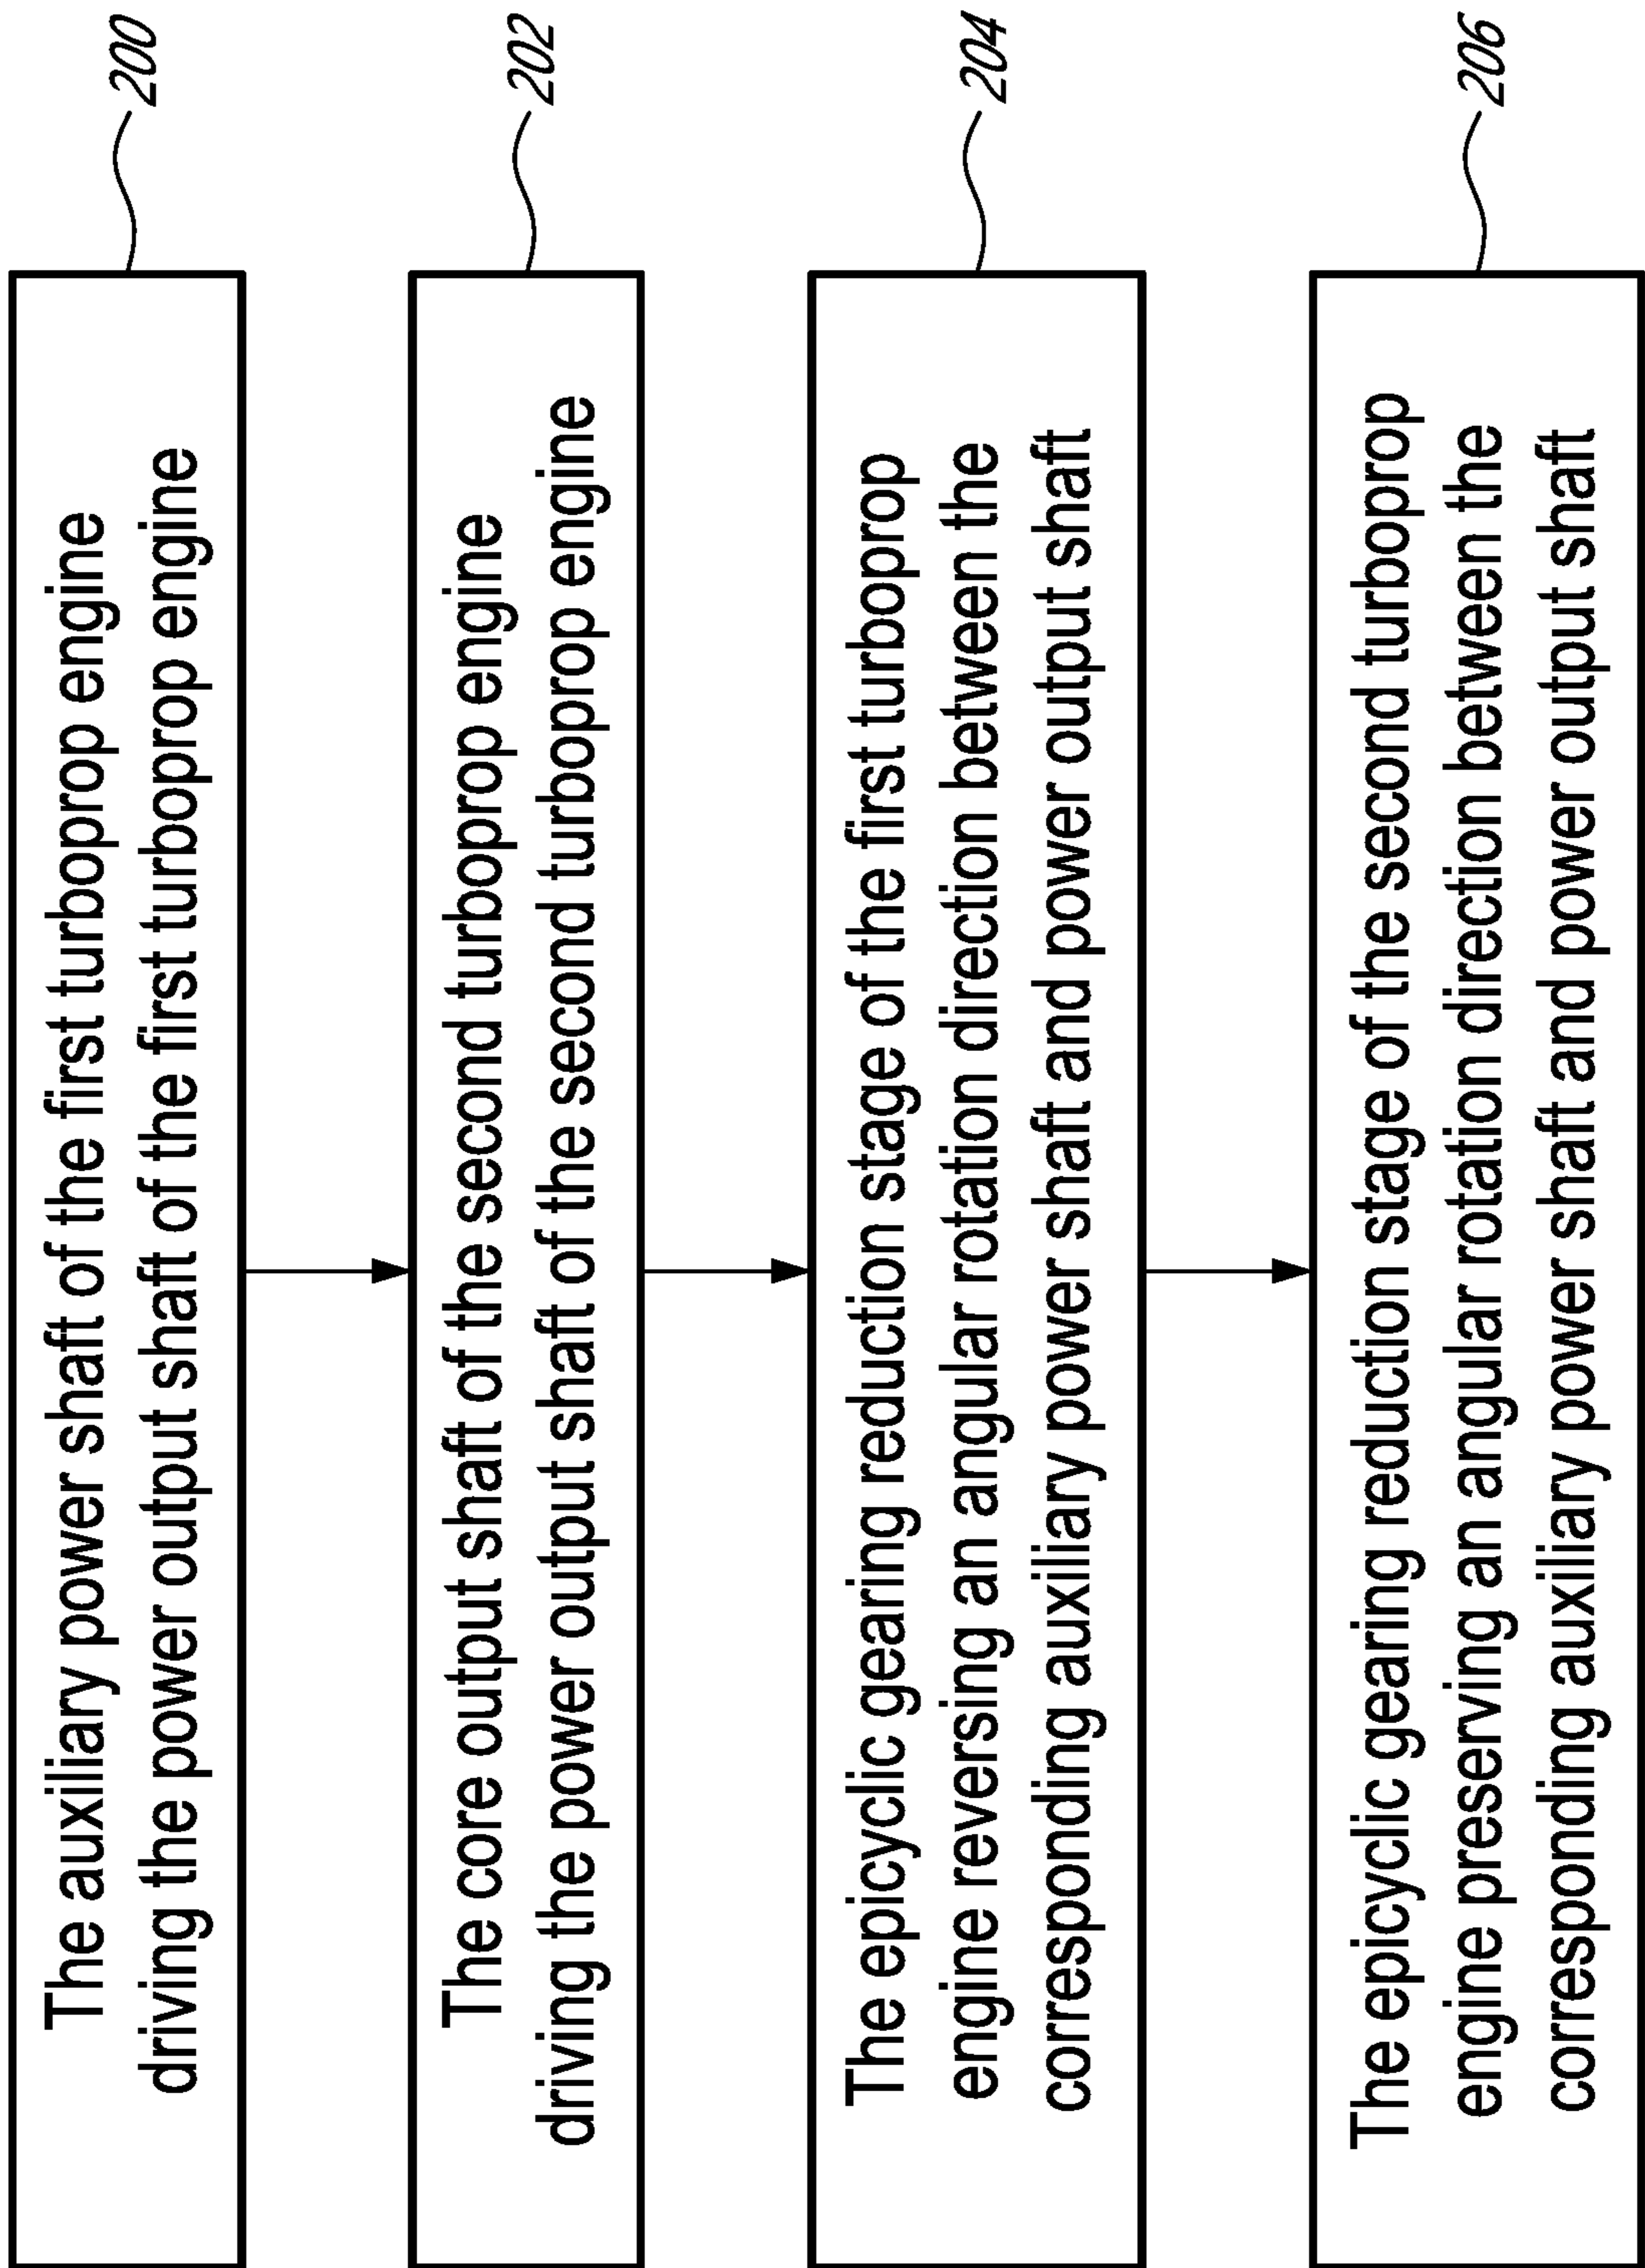 The auxiliary power shaft of the first turboprop engine
driving the power output shaft of the first turboprop engine
200
The core output shaft of the second turboprop engine
driving the power output shaft of the second turboprop engine
202
The epicyclic gearing reduction stage of the first turboprop
engine reversing an angular rotation direction between the
corresponding auxiliary power shaft and power output shaft
204
The epicyclic gearing reduction stage of the second turboprop
engine preserving an angular rotation direction between the
corresponding auxiliary power shaft and power output shaft
206